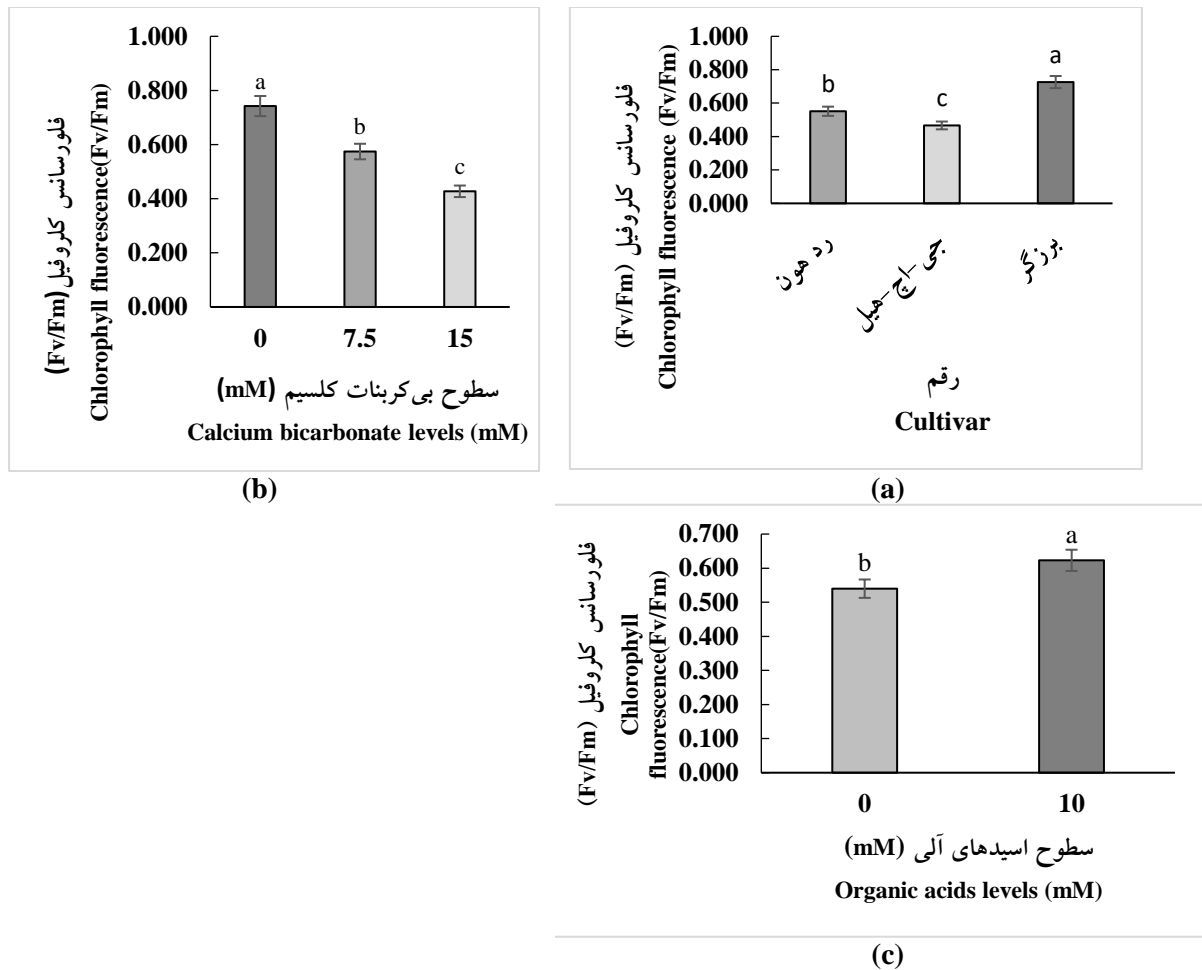 1.000
0.800
0.600
0.400
0.200
0.000
a
b
c
0
7.5
15
فلورسانس کلروفیل(Fv/Fm)
Chlorophyll fluorescence(Fv/Fm)
سطوح بی‌کربنات کلسیم (mM)
Calcium bicarbonate levels (mM)
(b)
1.000
0.800
0.600
0.400
0.200
0.000
b
c
a
رد هون
جی-اچ-هیل
برزگر
فلورسانس کلروفیل (Fv/Fm)
Chlorophyll fluorescence (Fv/Fm)
رقم
Cultivar
(a)
0.700
0.600
0.500
0.400
0.300
0.200
0.100
0.000
b
a
0
10
فلورسانس کلروفیل (Fv/Fm)
Chlorophyll
fluorescence(Fv/Fm)
سطوح اسیدهای آلی (mM)
Organic acids levels (mM)
(c)